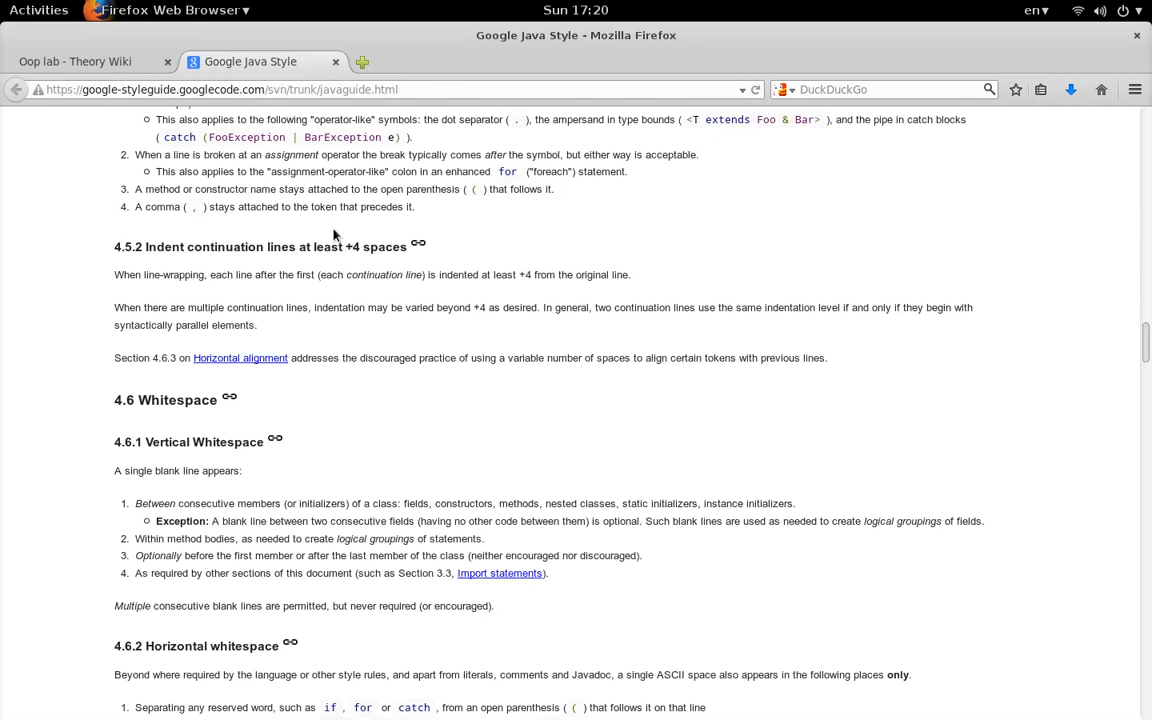 Activities Firefox Web Browser ▾ Sun 17:20 en ▾
Google Java Style - Mozilla Firefox ×
Oop lab - Theory Wiki × Google Java Style ×
https://google-styleguide.googlecode.com/svn/trunk/javaguide.html DuckDuckGo
This also applies to the following "operator-like" symbols: the dot separator ( . ), the ampersand in type bounds ( <T extends Foo & Bar> ), and the pipe in catch blocks
( catch (FooException | BarException e) ).
2. When a line is broken at an assignment operator the break typically comes after the symbol, but either way is acceptable.
This also applies to the "assignment-operator-like" colon in an enhanced for ("foreach") statement.
3. A method or constructor name stays attached to the open parenthesis ( ( ) that follows it.
4. A comma ( , ) stays attached to the token that precedes it.
4.5.2 Indent continuation lines at least +4 spaces
When line-wrapping, each line after the first (each continuation line) is indented at least +4 from the original line.
When there are multiple continuation lines, indentation may be varied beyond +4 as desired. In general, two continuation lines use the same indentation level if and only if they begin with
syntactically parallel elements.
Section 4.6.3 on Horizontal alignment addresses the discouraged practice of using a variable number of spaces to align certain tokens with previous lines.
4.6 Whitespace
4.6.1 Vertical Whitespace
A single blank line appears:
1. Between consecutive members (or initializers) of a class: fields, constructors, methods, nested classes, static initializers, instance initializers.
Exception: A blank line between two consecutive fields (having no other code between them) is optional. Such blank lines are used as needed to create logical groupings of fields.
2. Within method bodies, as needed to create logical groupings of statements.
3. Optionally before the first member or after the last member of the class (neither encouraged nor discouraged).
4. As required by other sections of this document (such as Section 3.3, Import statements).
Multiple consecutive blank lines are permitted, but never required (or encouraged).
4.6.2 Horizontal whitespace
Beyond where required by the language or other style rules, and apart from literals, comments and Javadoc, a single ASCII space also appears in the following places only.
1. Separating any reserved word, such as if , for or catch , from an open parenthesis ( ( ) that follows it on that line